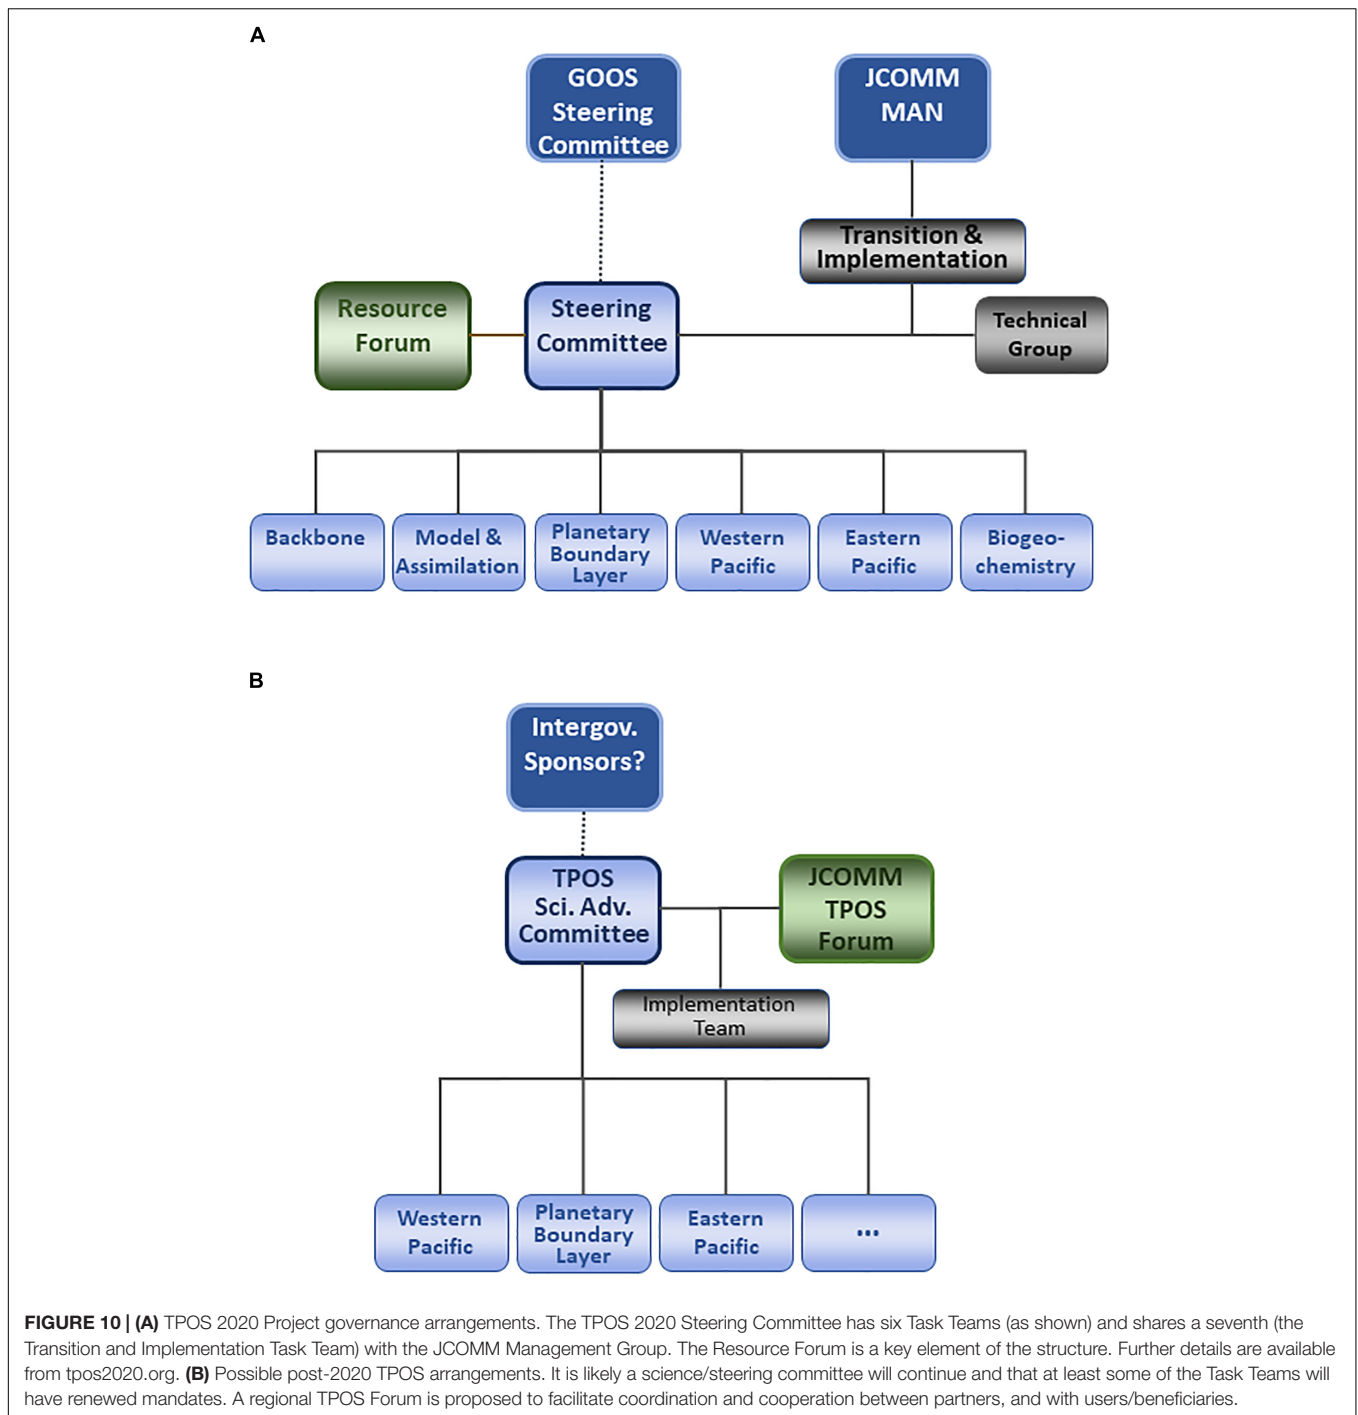 A
GOOS
Steering
Committee
JCOMM
MAN
Transition &
Implementation
Resource
Forum
Steering
Committee
Technical
Group
Backbone
Model &
Assimilation
Planetary
Boundary
Layer
Western
Pacific
Eastern
Pacific
Biogeo-
chemistry
B
Intergov.
Sponsors?
TPOS
Sci. Adv.
Committee
JCOMM
TPOS
Forum
Implementation
Team
Western
Pacific
Planetary
Boundary
Layer
Eastern
Pacific
...
FIGURE 10 | (A) TPOS 2020 Project governance arrangements. The TPOS 2020 Steering Committee has six Task Teams (as shown) and shares a seventh (the
Transition and Implementation Task Team) with the JCOMM Management Group. The Resource Forum is a key element of the structure. Further details are available
from tpos2020.org. (B) Possible post-2020 TPOS arrangements. It is likely a science/steering committee will continue and that at least some of the Task Teams will
have renewed mandates. A regional TPOS Forum is proposed to facilitate coordination and cooperation between partners, and with users/beneficiaries.